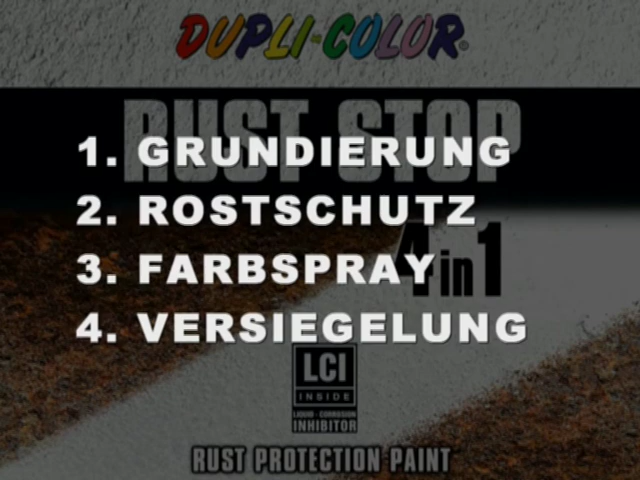 DUPLI-COLOR®
RUST STOP
1. GRUNDIERUNG
2. ROSTSCHUTZ
4 in 1
3. FARBSPRAY
4. VERSIEGELUNG
LCI
INSIDE
LIQUID - CORROSION
INHIBITOR
RUST PROTECTION PAINT